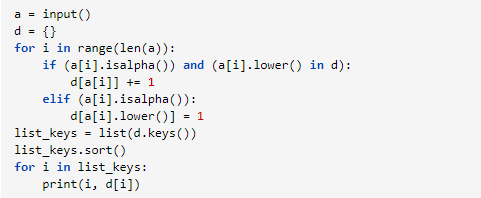 a = input()
d = {}
for i in range(len(a)):
    if (a[i].isalpha()) and (a[i].lower() in d):
        d[a[i]] += 1
    elif (a[i].isalpha()):
        d[a[i].lower()] = 1
list_keys = list(d.keys())
list_keys.sort()
for i in list_keys:
    print(i, d[i])